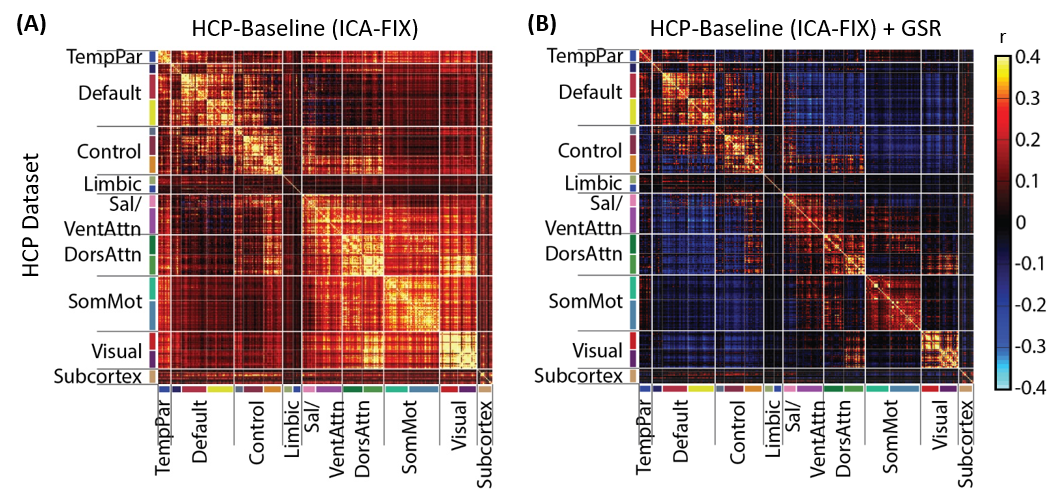 (A)
HCP-Baseline (ICA-FIX)
HCP Dataset
TempPar
Default
Control
Limbic
Sal/
VentAttn
DorsAttn
SomMot
Visual
Subcortex
TempPar
Default
Control
Limbic
Sal/
VentAttn
DorsAttn
SomMot
Visual
Subcortex
(B)
HCP-Baseline (ICA-FIX) + GSR
TempPar
Default
Control
Limbic
Sal/
VentAttn
DorsAttn
SomMot
Visual
Subcortex
TempPar
Default
Control
Limbic
Sal/
VentAttn
DorsAttn
SomMot
Visual
Subcortex
r
0.4
0.3
0.2
0.1
0
-0.1
-0.2
-0.3
-0.4